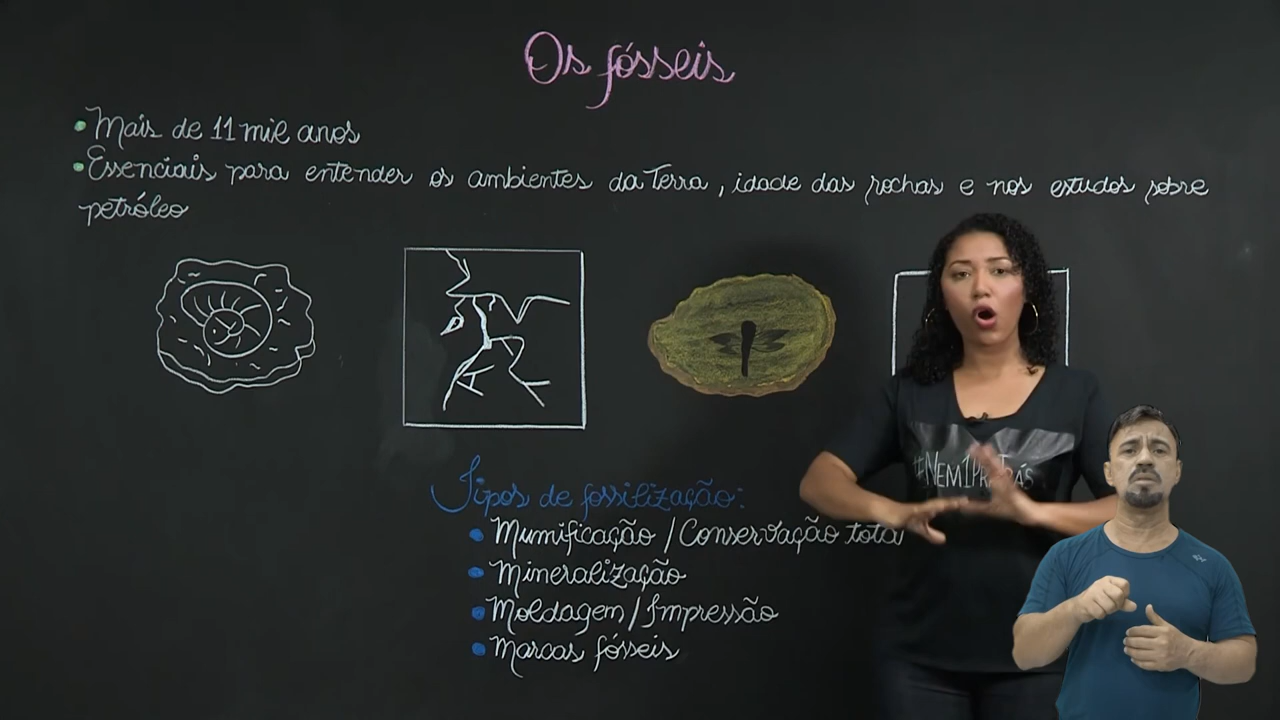 Os fósseis
• Mais de 11 mil anos
• Essenciais para entender os ambientes da Terra, idade das rochas e nos estudos sobre
petróleo
Tipos de fossilização:
• Mumificação / Conservação total
• Mineralização
• Moldagem / Impressão
• Marcas fósseis